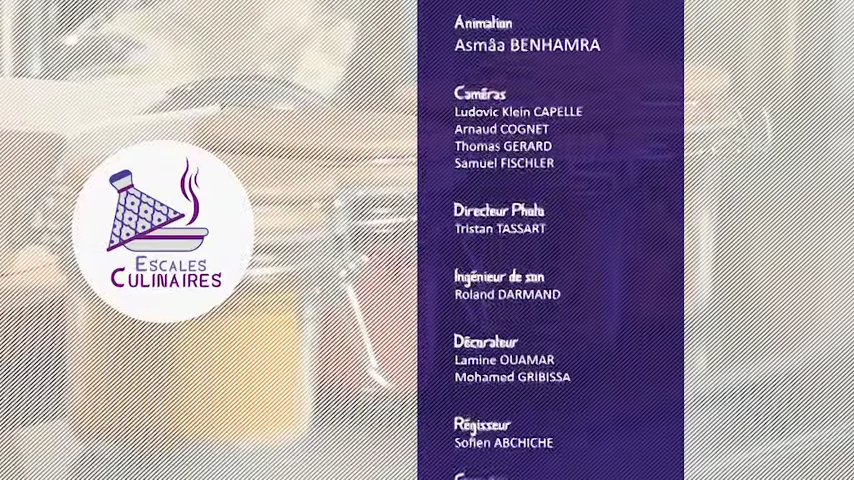 Animation
Asmâa BENHAMRA
Caméras
Ludovic Klein CAPELLE
Arnaud COGNET
Thomas GERARD
Samuel FISCHLER
Directeur Photo
Tristan TASSART
Ingénieur de son
Roland DARMAND
Décorateur
Lamine OUAMAR
Mohamed GRIBISSA
Régisseur
Sofien ABCHICHE
ESCALES
CULINAIRES